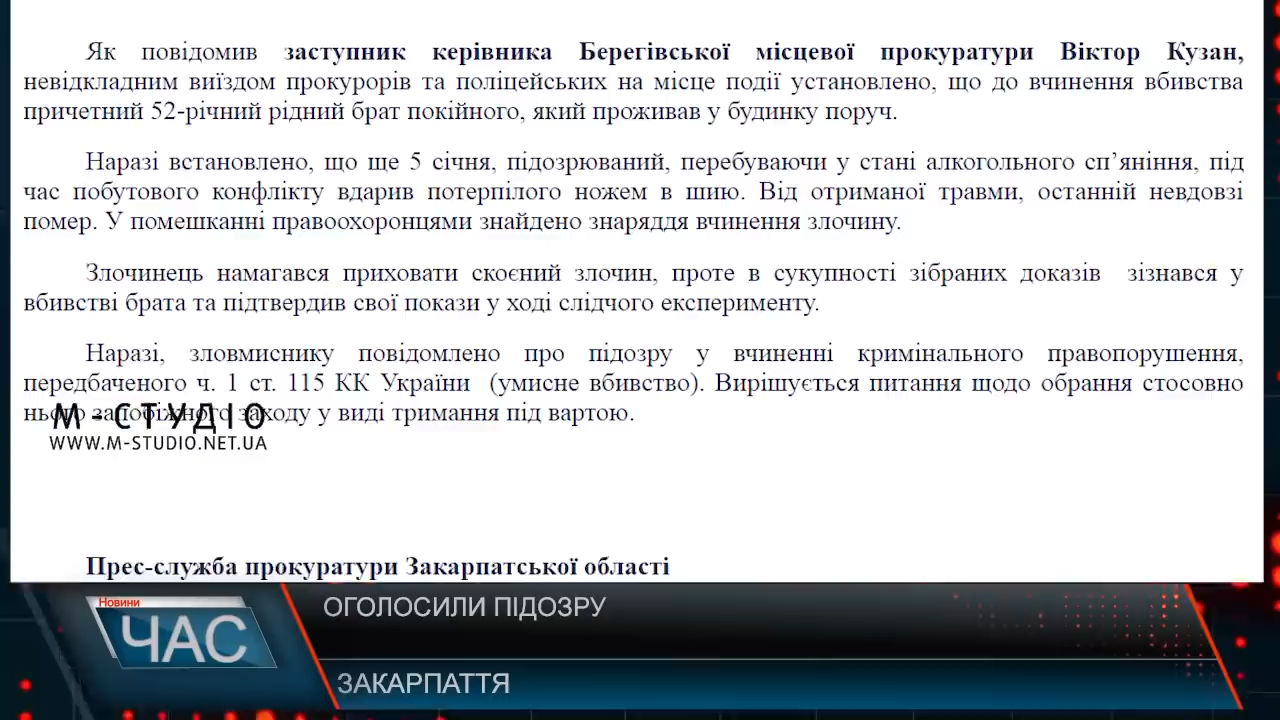 Як повідомив заступник керівника Берегівської місцевої прокуратури Віктор Кузан,
невідкладним виїздом прокурорів та поліцейських на місце події установлено, що до вчинення вбивства
причетний 52-річний рідний брат покійного, який проживав у будинку поруч.
Наразі встановлено, що ще 5 січня, підозрюваний, перебуваючи у стані алкогольного сп’яніння, під
час побутового конфлікту вдарив потерпілого ножем в шию. Від отриманої травми, останній невдовзі
помер. У помешканні правоохоронцями знайдено знаряддя вчинення злочину.
Злочинець намагався приховати скоєний злочин, проте в сукупності зібраних доказів зізнався у
вбивстві брата та підтвердив свої покази у ході слідчого експерименту.
Наразі, зловмиснику повідомлено про підозру у вчиненні кримінального правопорушення,
передбаченого ч. 1 ст. 115 КК України (умисне вбивство). Вирішується питання щодо обрання стосовно
нього запобіжного заходу у виді тримання під вартою.
М-СТУДІО
WWW.M-STUDIO.NET.UA
Прес-служба прокуратури Закарпатської області
Новини
ЧАС
ОГОЛОСИЛИ ПІДОЗРУ
ЗАКАРПАТТЯ